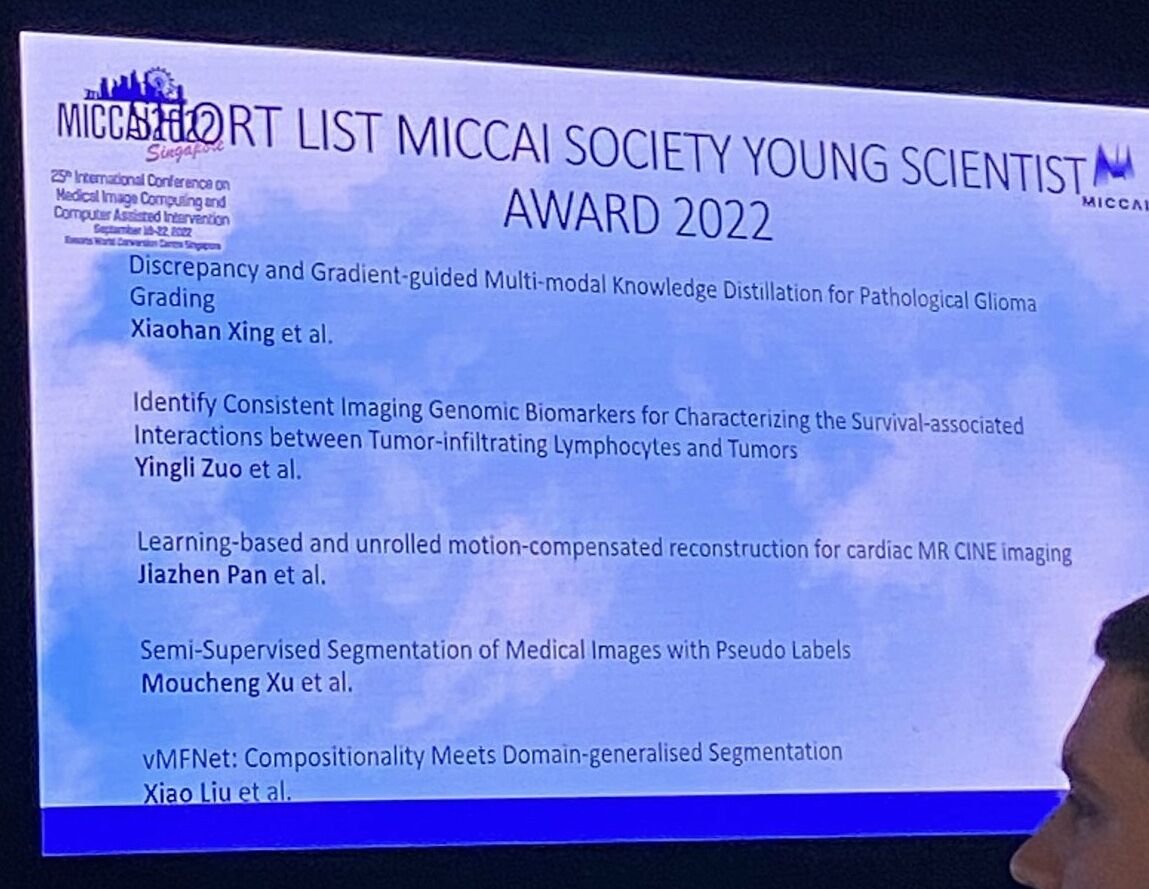 MICCAI2022
SHORT LIST MICCAI SOCIETY YOUNG SCIENTIST
AWARD 2022
Singapore
MICCAI
25th International Conference on
Medical Image Computing and
Computer Assisted Intervention
September 18-22, 2022
Resorts World Convention Centre Singapore
Discrepancy and Gradient-guided Multi-modal Knowledge Distillation for Pathological Glioma
Grading
Xiaohan Xing et al.
Identify Consistent Imaging Genomic Biomarkers for Characterizing the Survival-associated
Interactions between Tumor-infiltrating Lymphocytes and Tumors
Yingli Zuo et al.
Learning-based and unrolled motion-compensated reconstruction for cardiac MR CINE imaging
Jiazhen Pan et al.
Semi-Supervised Segmentation of Medical Images with Pseudo Labels
Moucheng Xu et al.
vMFNet: Compositionality Meets Domain-generalised Segmentation
Xiao Liu et al.